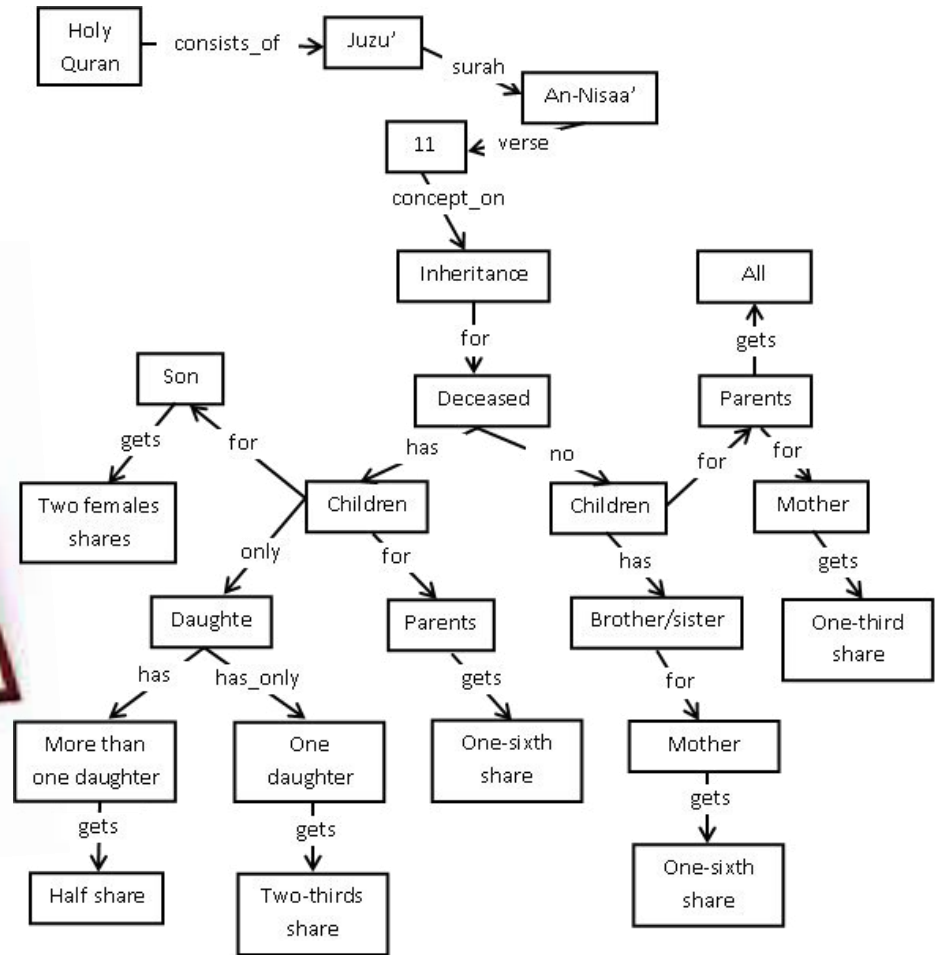 Holy
Quran
consists_of
Juzu’
surah
An-Nisaa’
11
verse
concept_on
Inheritance
All
for
gets
Son
Deceased
Parents
gets
for
has
no
for
for
Two females
shares
Children
Children
Mother
only
for
has
gets
Daughte
Parents
Brother/sister
One-third
share
has
has_only
gets
for
More than
one daughter
One
daughter
One-sixth
share
Mother
gets
gets
gets
Half share
Two-thirds
share
One-sixth
share